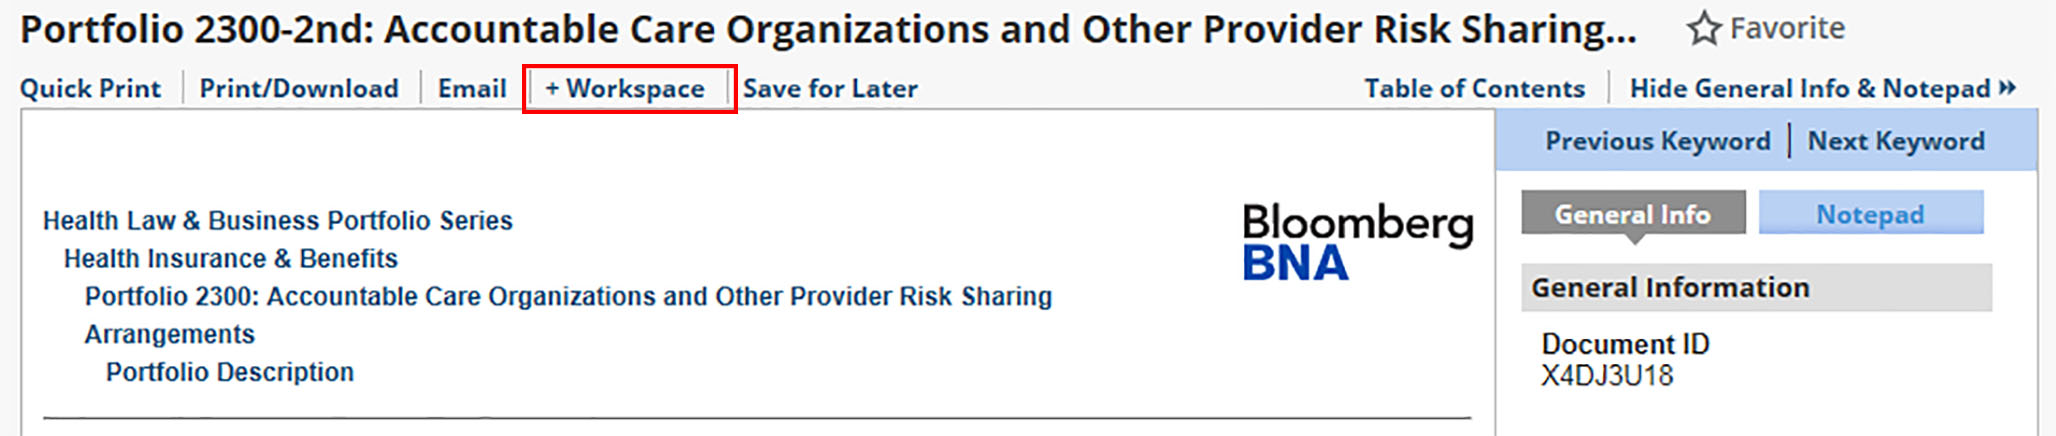 Portfolio 2300-2nd: Accountable Care Organizations and Other Provider Risk Sharing... Favorite
Quick Print Print/Download Email + Workspace Save for Later Table of Contents Hide General Info & Notepad »
Previous Keyword Next Keyword
Health Law & Business Portfolio Series
Health Insurance & Benefits
Portfolio 2300: Accountable Care Organizations and Other Provider Risk Sharing
Arrangements
Portfolio Description
Bloomberg
BNA
General Info Notepad
General Information
Document ID
X4DJ3U18